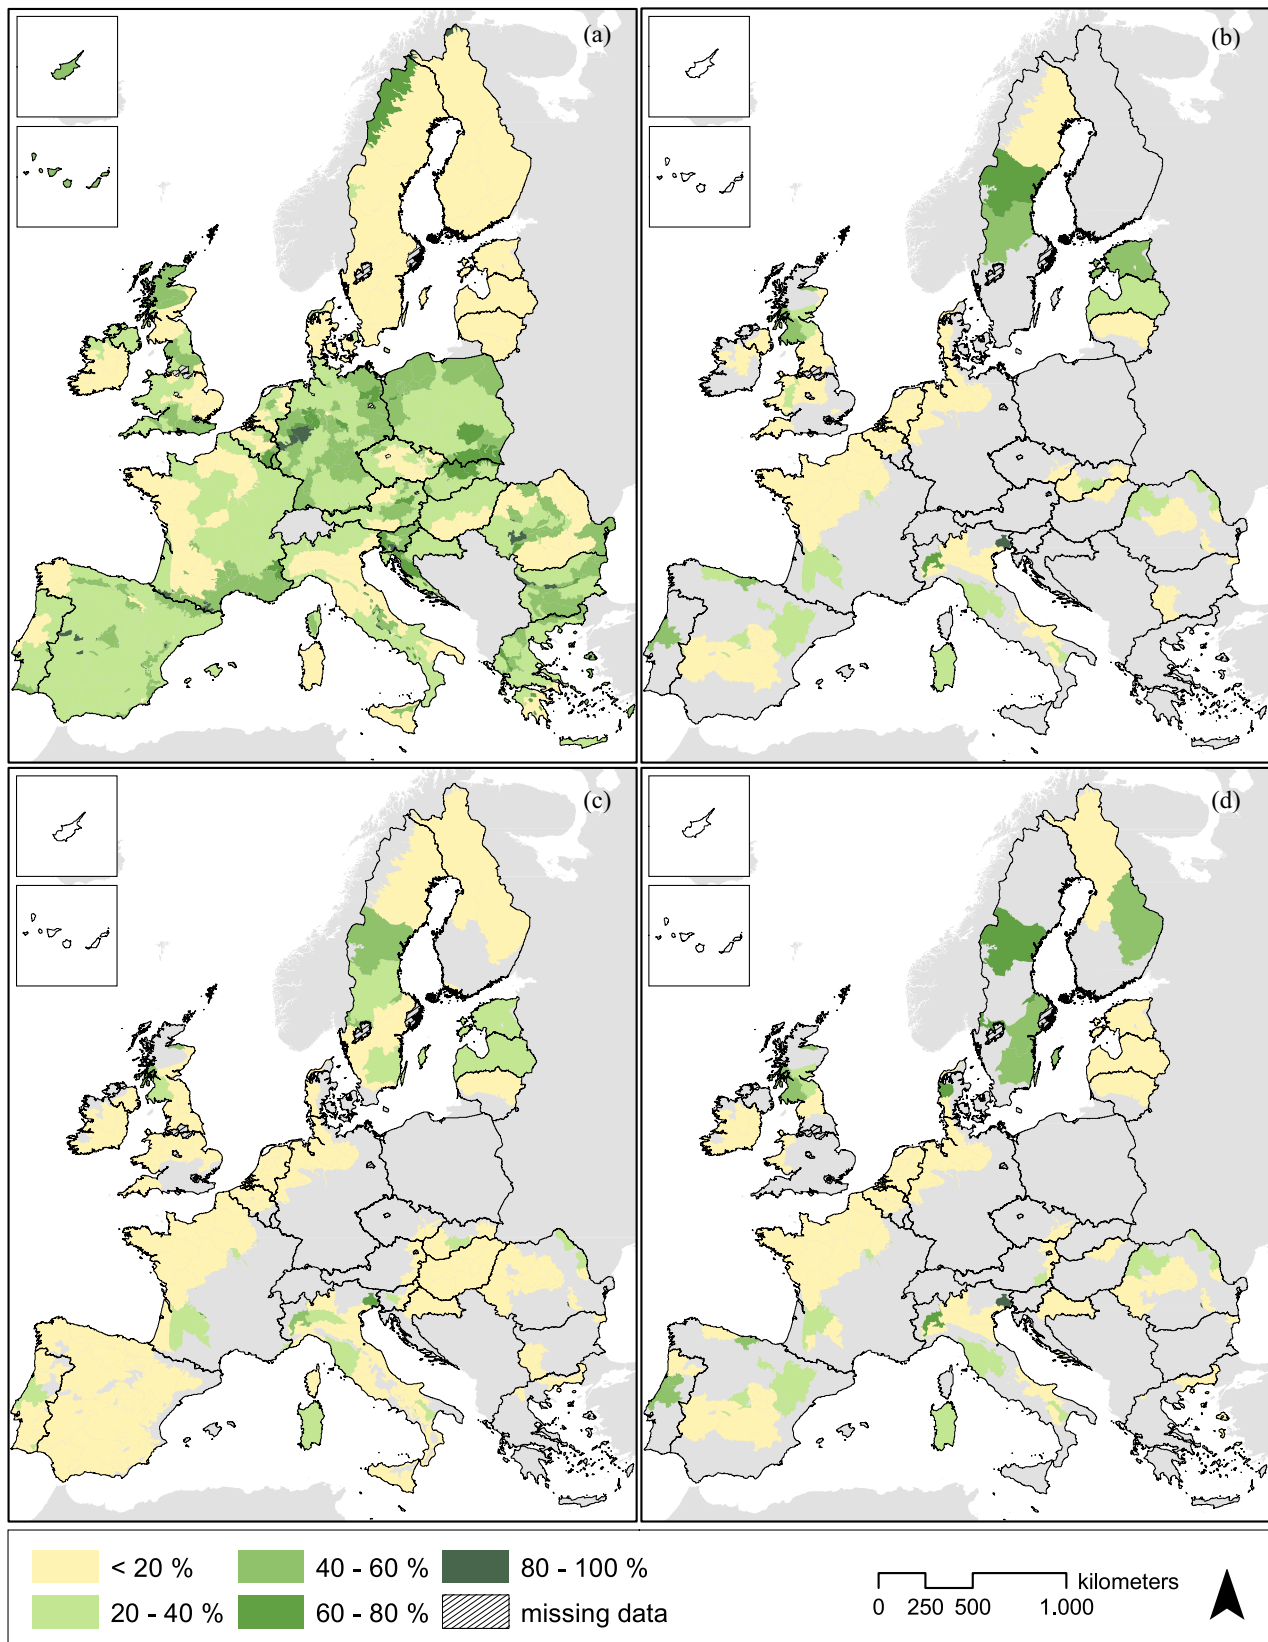 (a)
(b)
(c)
(d)
< 20 %
40 - 60 %
80 - 100 %
20 - 40 %
60 - 80 %
missing data
kilometers
0 250 500 1.000